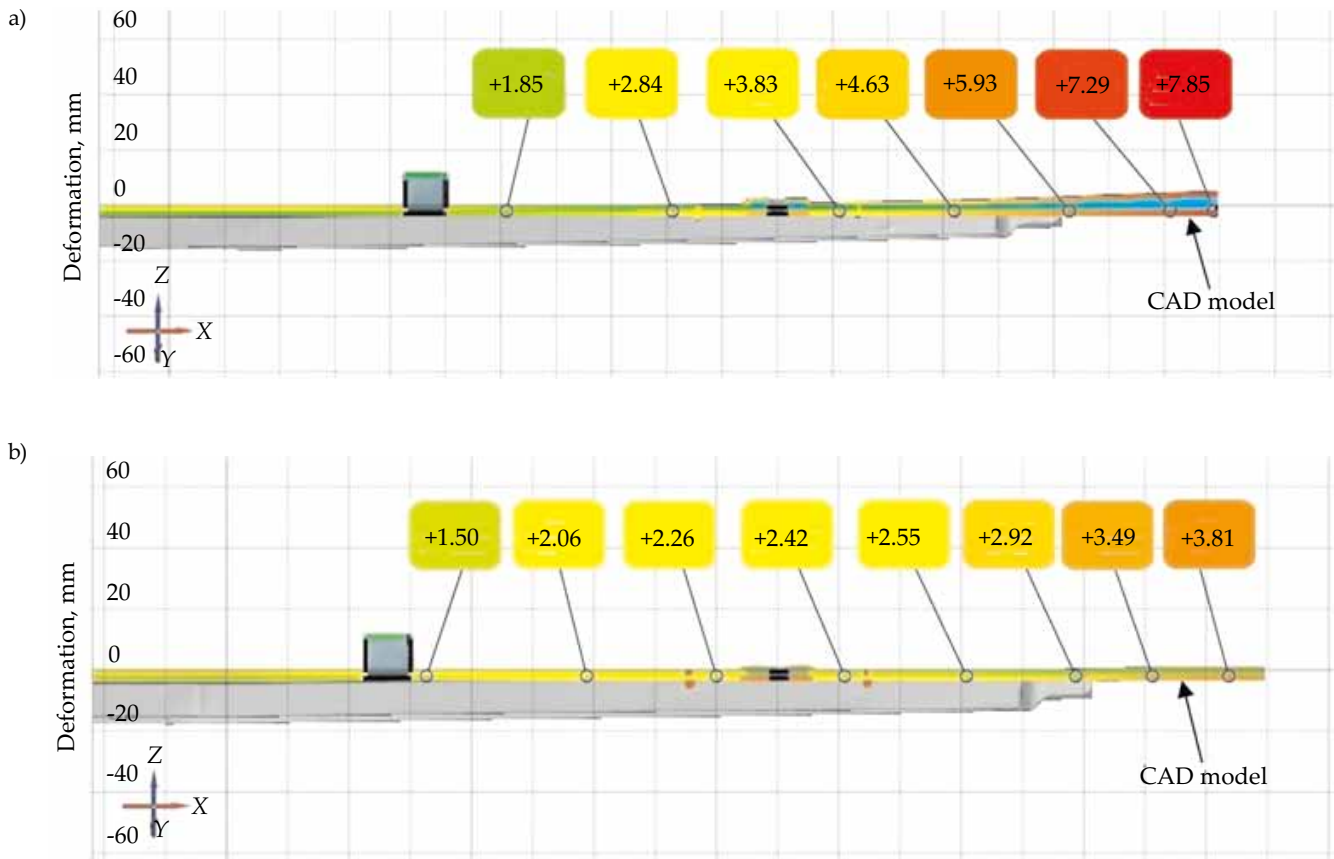 a)
60
40
20
0
-20
-40
-60
Deformation, mm
+1.85 +2.84 +3.83 +4.63 +5.93 +7.29 +7.85
Z
X
Y
CAD model
b)
60
40
20
0
-20
-40
-60
Deformation, mm
+1.50 +2.06 +2.26 +2.42 +2.55 +2.92 +3.49 +3.81
Z
X
Y
CAD model